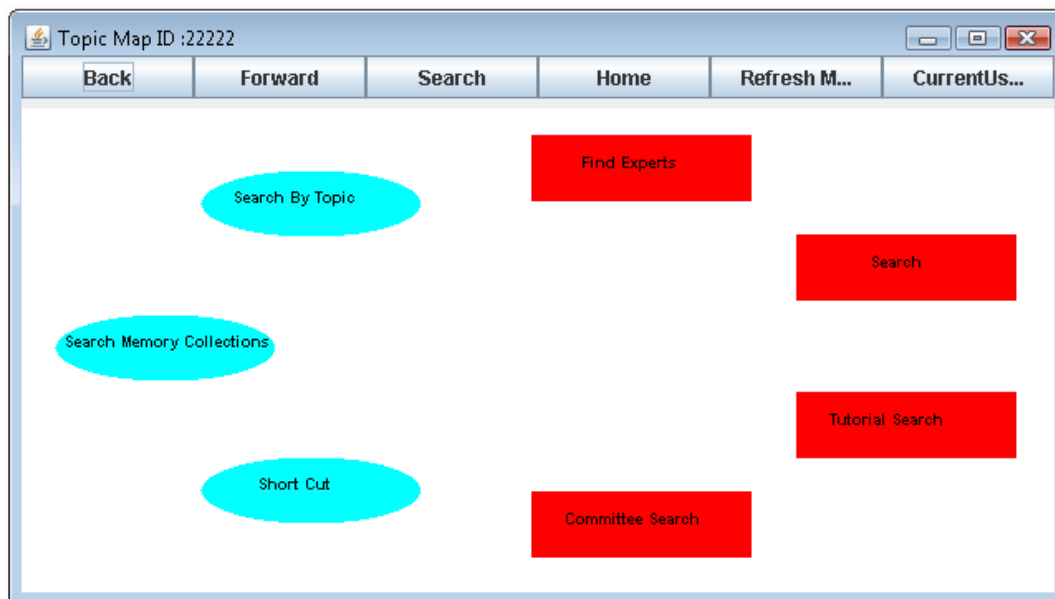 Topic Map ID :22222
Back Forward Search Home Refresh M... CurrentUs...
Find Experts
Search By Topic
Search
Search Memory Collections
Tutorial Search
Short Cut
Committee Search